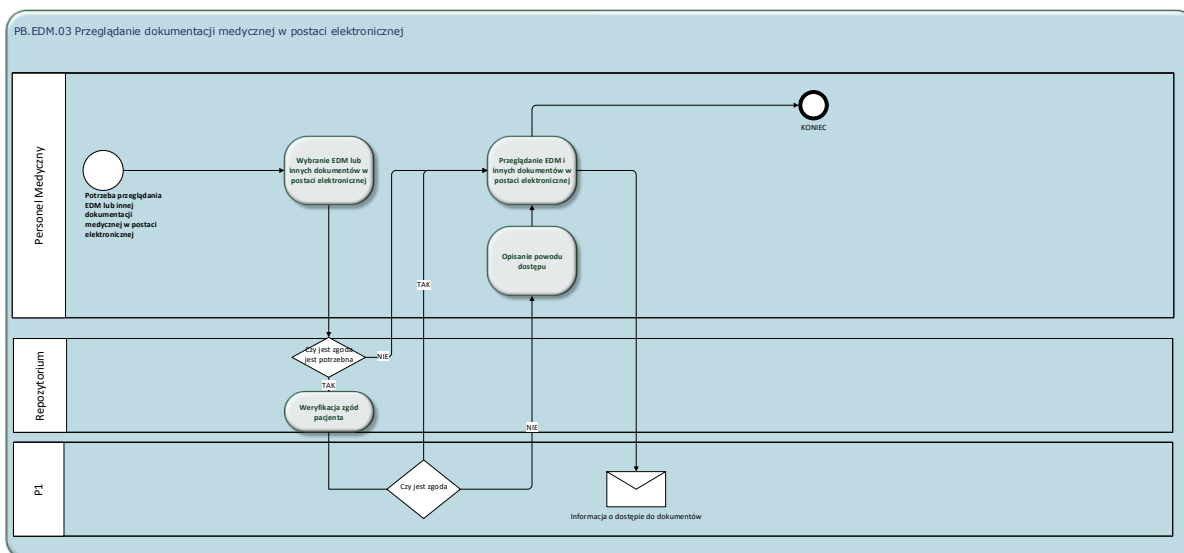 PB.EDM.03 Przeglądanie dokumentacji medycznej w postaci elektronicznej
Personel Medyczny
Potrzeba przeglądania
EDM lub innej
dokumentacji
medycznej w postaci
elektronicznej
Wybranie EDM lub
innych dokumentów w
postaci elektronicznej
Przeglądanie EDM i
innych dokumentów w
postaci elektronicznej
KONIEC
Opisanie powodu
dostępu
TAK
Repozytorium
Czy jest zgoda
jest potrzebna
NIE
TAK
Weryfikacja zgód
pacjenta
NIE
P1
Czy jest zgoda
Informacja o dostępie do dokumentów